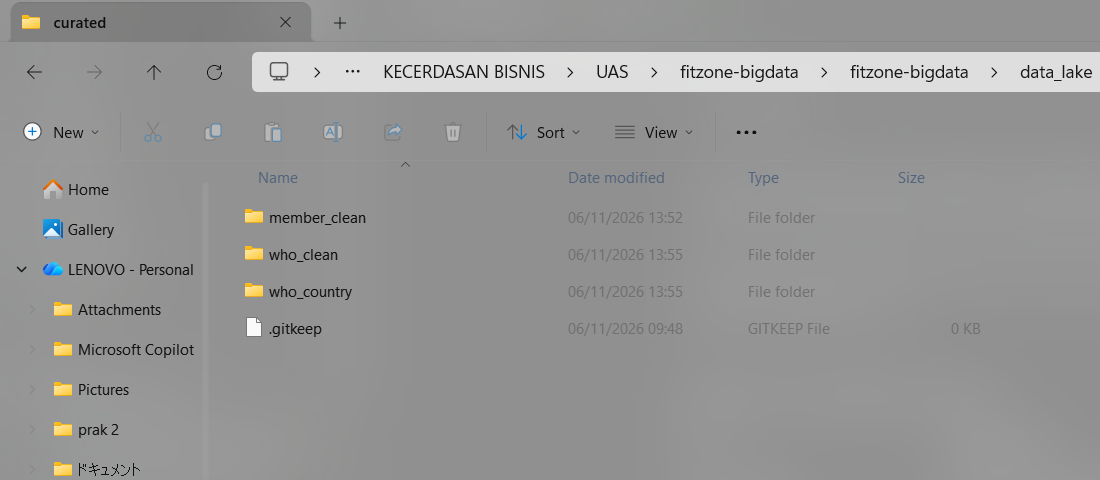 curated
KECERDASAN BISNIS UAS fitzone-bigdata fitzone-bigdata data_lake
New Sort View
Name Date modified Type Size
Home
Gallery
LENOVO - Personal
Attachments
Microsoft Copilot
Pictures
prak 2
ドキュメント
member_clean 06/11/2026 13:52 File folder
who_clean 06/11/2026 13:55 File folder
who_country 06/11/2026 13:55 File folder
.gitkeep 06/11/2026 09:48 GITKEEP File 0 KB